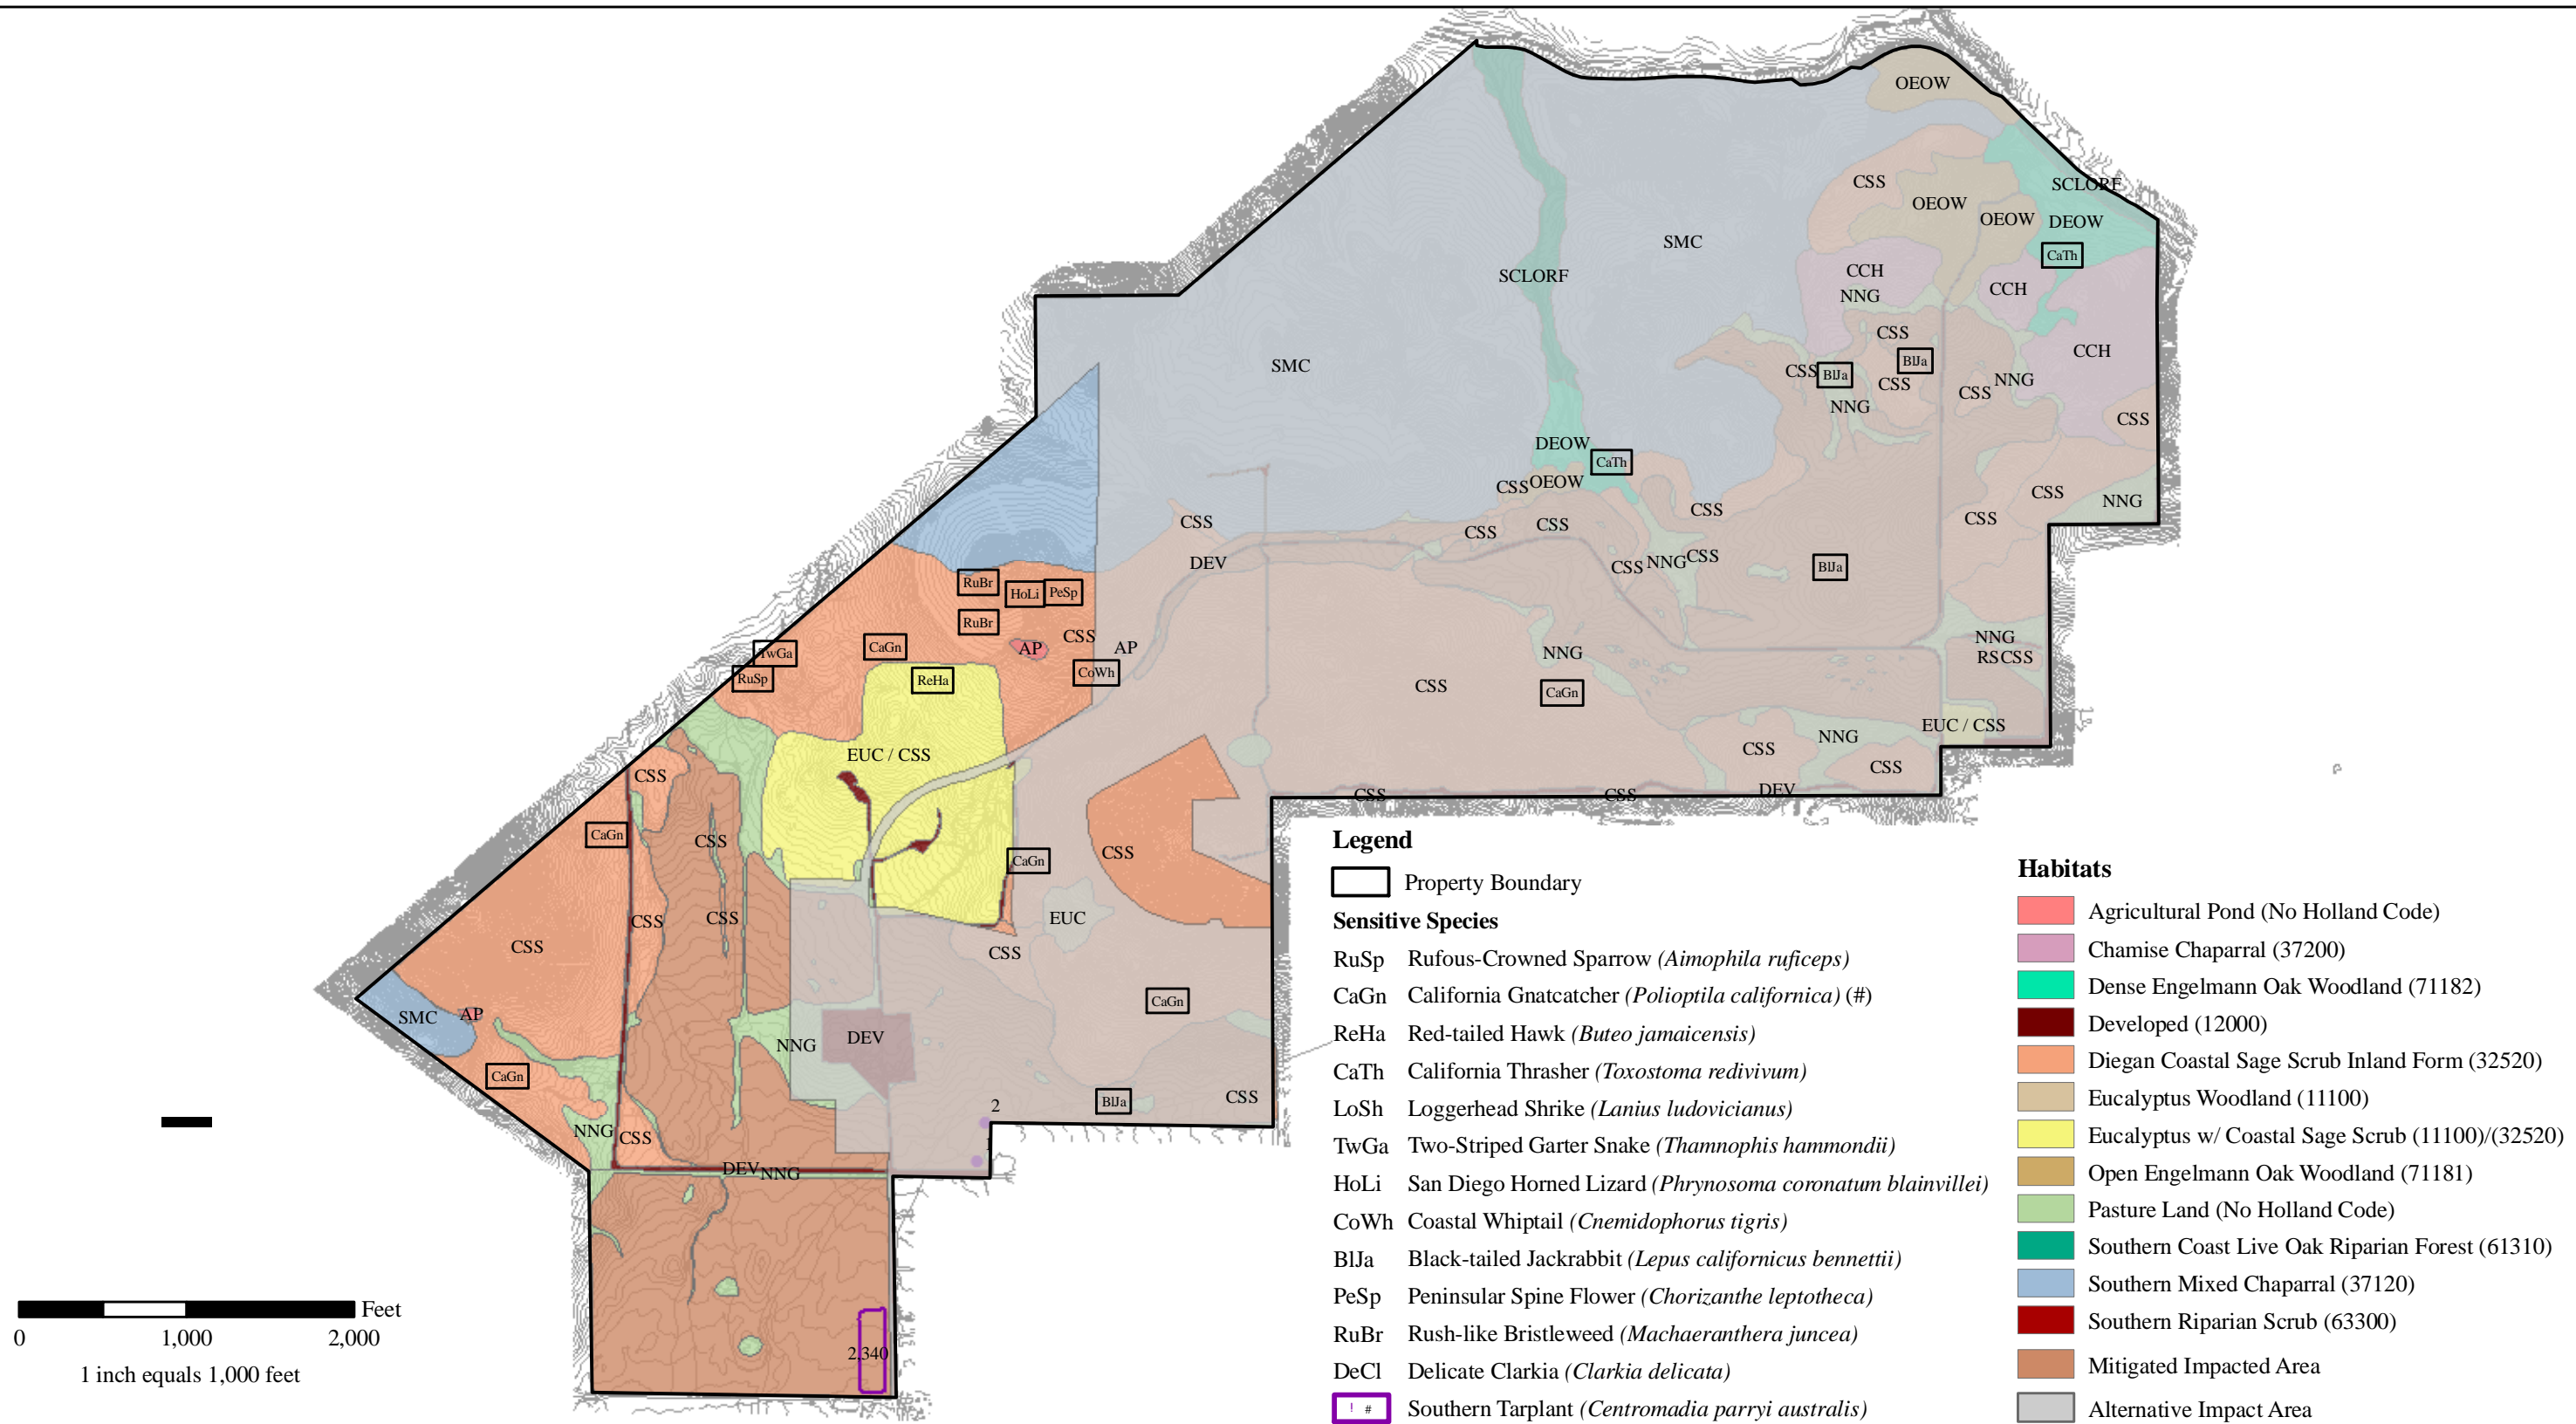 OEOW
CSS
SCLORF
OEOW
OEOW
DEOW
SMC
CaTh
SCLORF
CCH
CCH
NNG
CSS
CCH
SMC
CSS
BlJa
BlJa
CSS
NNG
CSS
NNG
CSS
DEOW
CaTh
CSS
OEOW
CSS
NNG
CSS
CSS
CSS
CSS
CSS
DEV
CSS
NNG
CSS
BlJa
RuBr
HoLi
PeSp
RuBr
CSS
AP
AP
TwGa
CaGn
CoWh
RuSp
ReHa
NNG
RSCSS
NNG
CSS
CaGn
EUC / CSS
EUC / CSS
CSS
NNG
CSS
CSS
DEV
CSS
CSS
CaGn
CSS
CSS
CaGn
CSS
CSS
EUC
CSS
CSS
CSS
CaGn
SMC
AP
DEV
NNG
CaGn
BlJa
CSS
2
1
NNG
CSS
DEV
NNG
2,340
Legend
Property Boundary
Sensitive Species
RuSp Rufous-Crowned Sparrow (Aimophila ruficeps)
CaGn California Gnatcatcher (Polioptila californica) (#)
ReHa Red-tailed Hawk (Buteo jamaicensis)
CaTh California Thrasher (Toxostoma redivivum)
LoSh Loggerhead Shrike (Lanius ludovicianus)
TwGa Two-Striped Garter Snake (Thamnophis hammondii)
HoLi San Diego Horned Lizard (Phrynosoma coronatum blainvillei)
CoWh Coastal Whiptail (Cnemidophorus tigris)
BlJa Black-tailed Jackrabbit (Lepus californicus bennettii)
PeSp Peninsular Spine Flower (Chorizanthe leptotheca)
RuBr Rush-like Bristleweed (Machaeranthera juncea)
DeCl Delicate Clarkia (Clarkia delicata)
! # Southern Tarplant (Centromadia parryi australis)
Habitats
Agricultural Pond (No Holland Code)
Chamise Chaparral (37200)
Dense Engelmann Oak Woodland (71182)
Developed (12000)
Diegan Coastal Sage Scrub Inland Form (32520)
Eucalyptus Woodland (11100)
Eucalyptus w/ Coastal Sage Scrub (11100)/(32520)
Open Engelmann Oak Woodland (71181)
Pasture Land (No Holland Code)
Southern Coast Live Oak Riparian Forest (61310)
Southern Mixed Chaparral (37120)
Southern Riparian Scrub (63300)
Mitigated Impacted Area
Alternative Impact Area
Feet
0 1,000 2,000
1 inch equals 1,000 feet